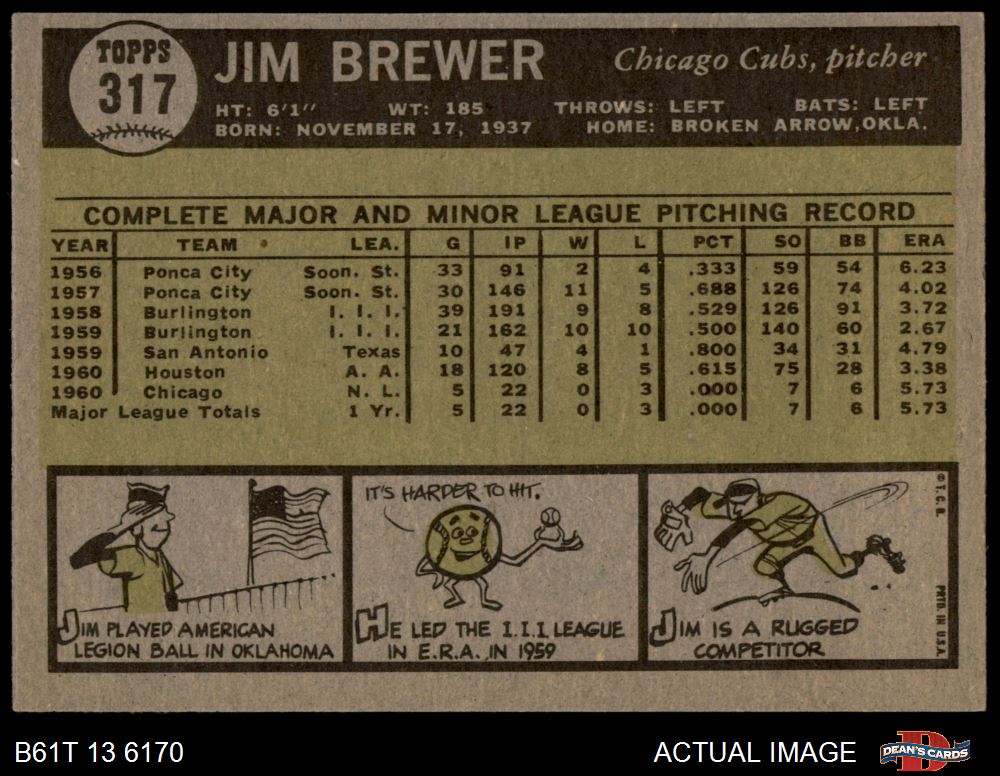 TOPPS
317
JIM BREWER
Chicago Cubs, pitcher
HT: 6'1" WT: 185 THROWS: LEFT BATS: LEFT
BORN: NOVEMBER 17, 1937 HOME: BROKEN ARROW, OKLA.
COMPLETE MAJOR AND MINOR LEAGUE PITCHING RECORD
YEAR TEAM LEA. G IP W L PCT SO BB ERA
1956 Ponca City Soon. St. 33 91 2 4 .333 59 54 6.23
1957 Ponca City Soon. St. 30 146 11 5 .688 126 74 4.02
1958 Burlington I. I. I. 39 191 9 8 .529 126 91 3.72
1959 Burlington I. I. I. 21 162 10 10 .500 140 60 2.67
1959 San Antonio Texas 10 47 4 1 .800 34 31 4.79
1960 Houston A. A. 18 120 8 5 .615 75 28 3.38
1960 Chicago N. L. 5 22 0 3 .000 7 6 5.73
Major League Totals 1 Yr. 5 22 0 3 .000 7 6 5.73
JIM PLAYED AMERICAN
LEGION BALL IN OKLAHOMA
IT'S HARDER TO HIT.
HE LED THE I.I.I. LEAGUE
IN E.R.A. IN 1959
JIM IS A RUGGED
COMPETITOR
© T. C. G.
PRTD. IN U.S.A.
B61T 13 6170
ACTUAL IMAGE
DEAN'S CARDS